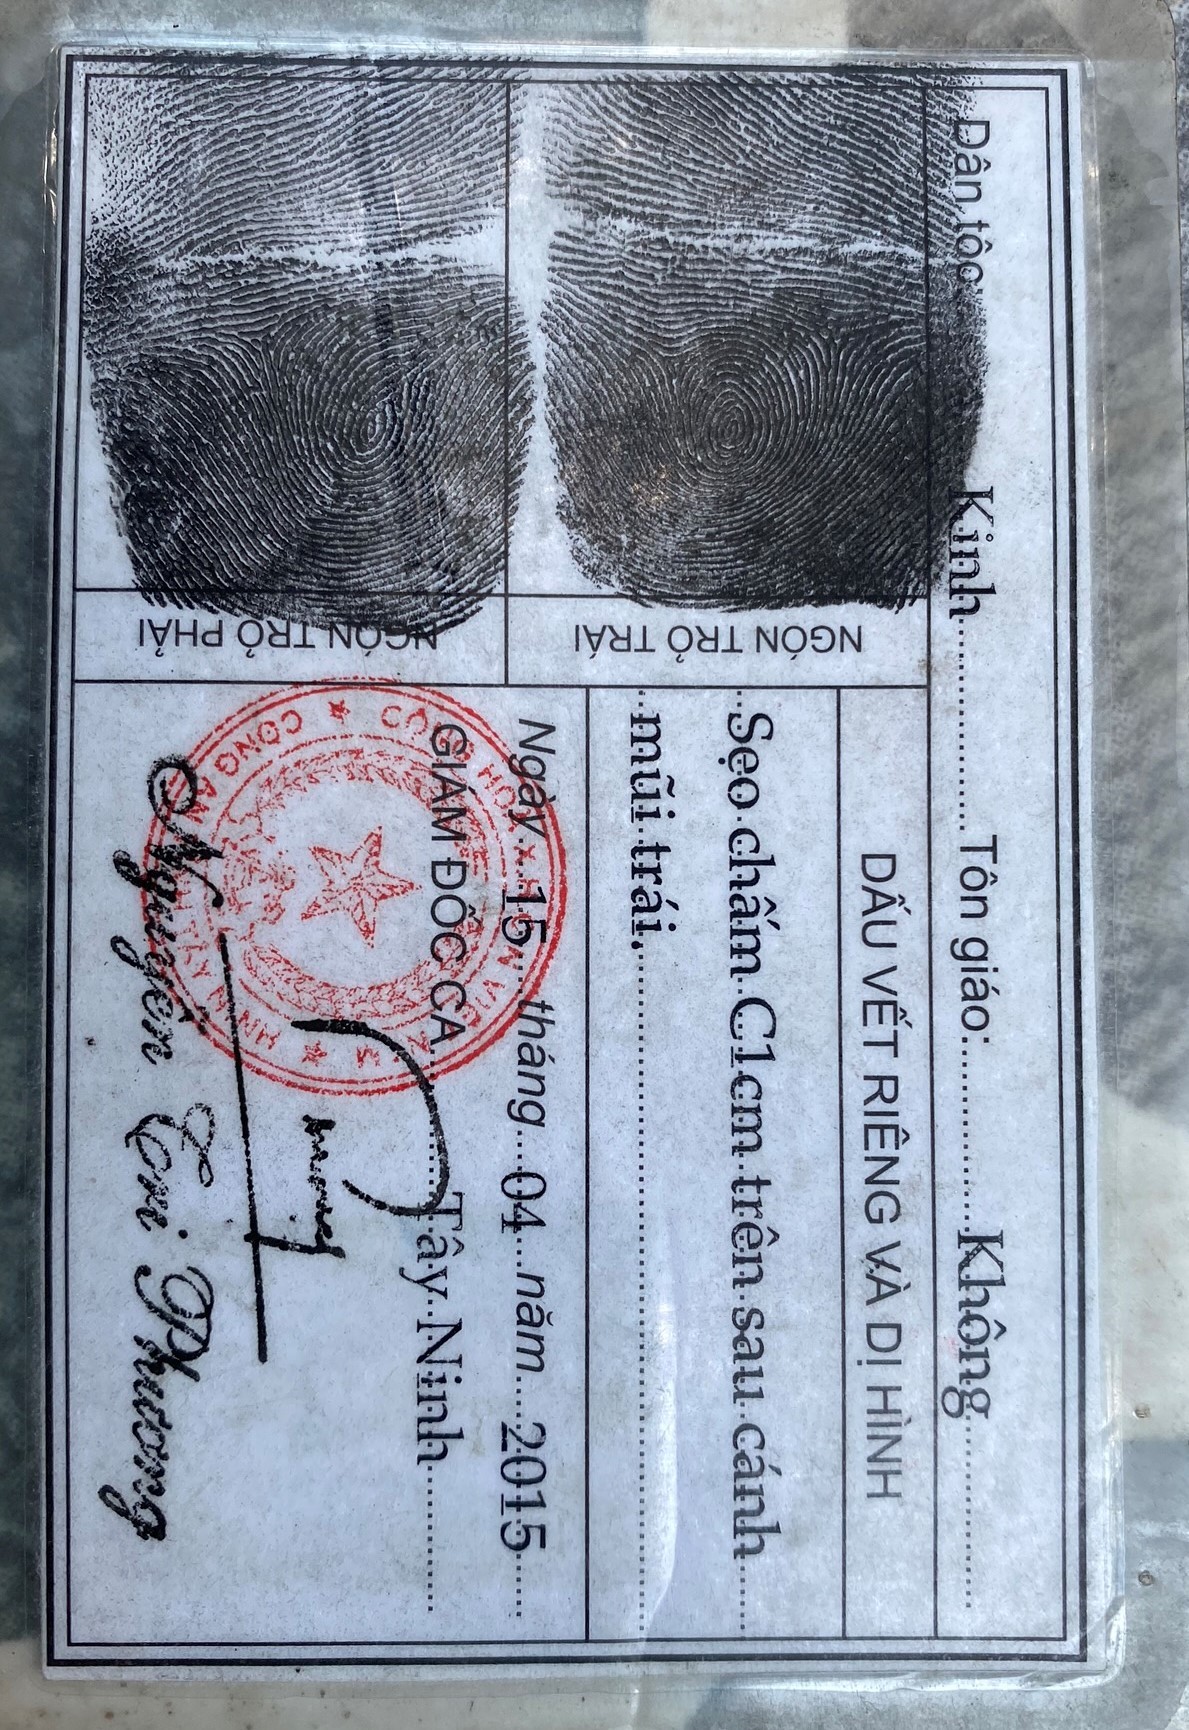 Dân tộc: Kinh Tôn giáo: Không
NGÓN TRỎ TRÁI
NGÓN TRỎ PHẢI
DẤU VẾT RIÊNG VÀ DỊ HÌNH
Sẹo chấm C1cm trên sau cánh
mũi trái.
Ngày 15 tháng 04 năm 2015
GIÁM ĐỐC CA Tây Ninh
CÔNG AN
Nguyễn Tri Phương